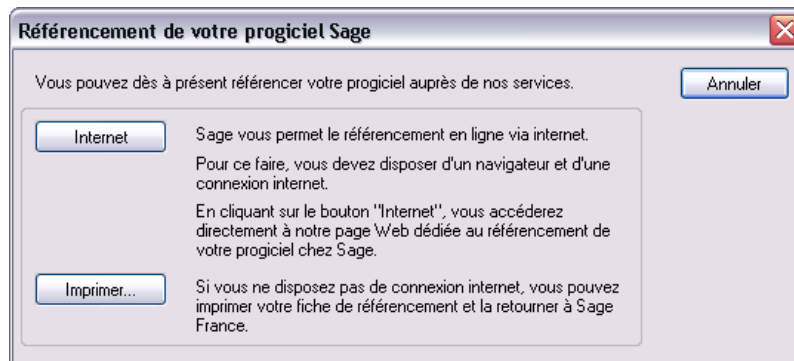 Référencement de votre progiciel Sage
Vous pouvez dès à présent référencer votre progiciel auprès de nos services.
Annuler
Internet
Sage vous permet le référencement en ligne via internet.
Pour ce faire, vous devez disposer d'un navigateur et d'une
connexion internet.
En cliquant sur le bouton "Internet", vous accéderez
directement à notre page Web dédiée au référencement de
votre progiciel chez Sage.
Imprimer...
Si vous ne disposez pas de connexion internet, vous pouvez
imprimer votre fiche de référencement et la retourner à Sage
France.